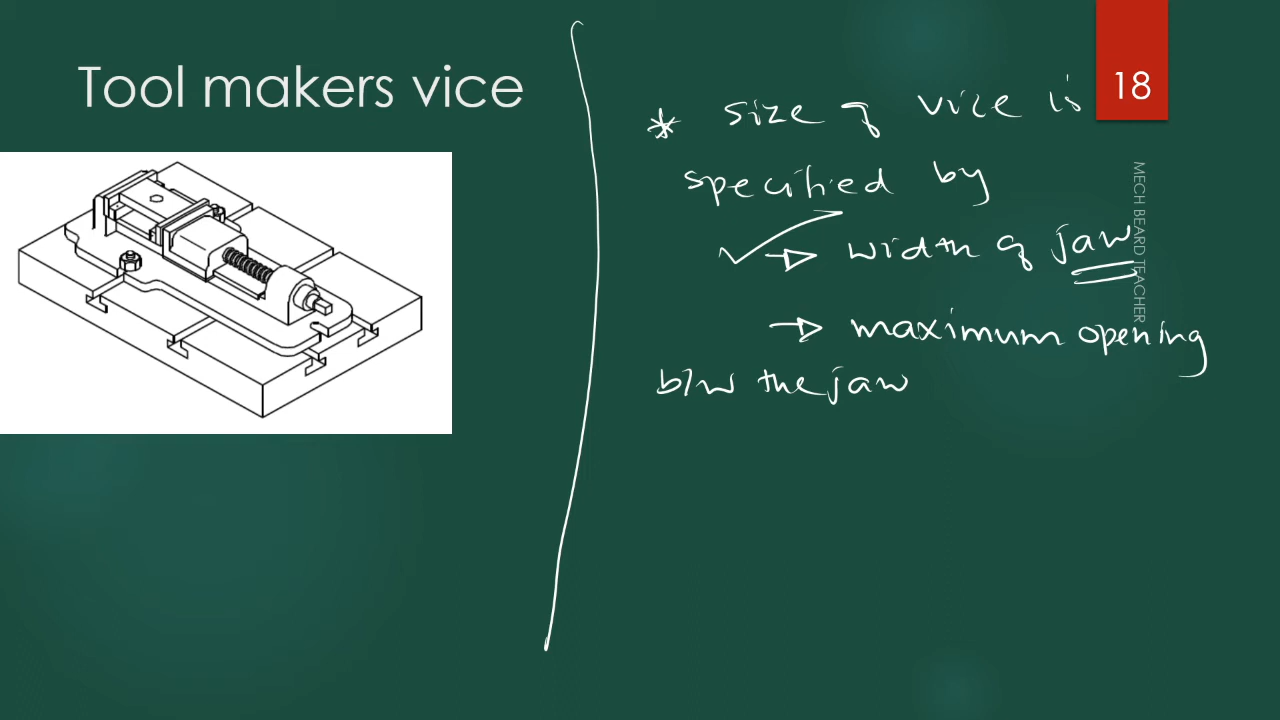 Tool makers vice
18
* size of vice is
specified by
→ width of jaw
→ maximum opening
b/w the jaw
MECH BEARD TEACHER